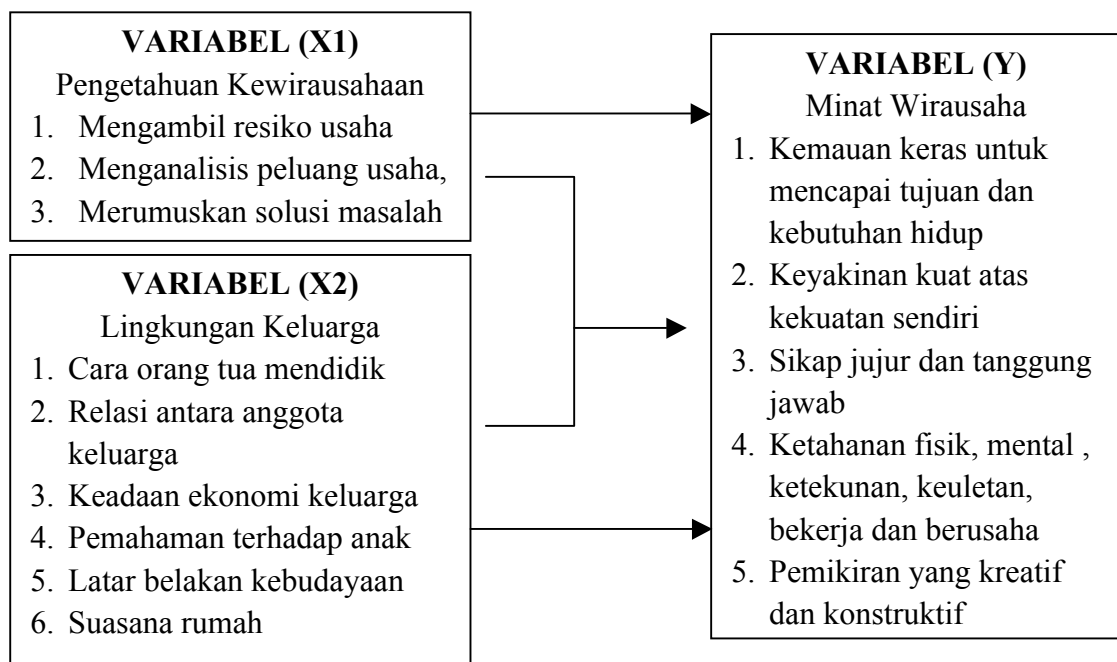 VARIABEL (X1)
Pengetahuan Kewirausahaan
1. Mengambil resiko usaha
2. Menganalisis peluang usaha,
3. Merumuskan solusi masalah
VARIABEL (X2)
Lingkungan Keluarga
1. Cara orang tua mendidik
2. Relasi antara anggota
keluarga
3. Keadaan ekonomi keluarga
4. Pemahaman terhadap anak
5. Latar belakan kebudayaan
6. Suasana rumah
VARIABEL (Y)
Minat Wirausaha
1. Kemauan keras untuk
mencapai tujuan dan
kebutuhan hidup
2. Keyakinan kuat atas
kekuatan sendiri
3. Sikap jujur dan tanggung
jawab
4. Ketahanan fisik, mental ,
ketekunan, keuletan,
bekerja dan berusaha
5. Pemikiran yang kreatif
dan konstruktif